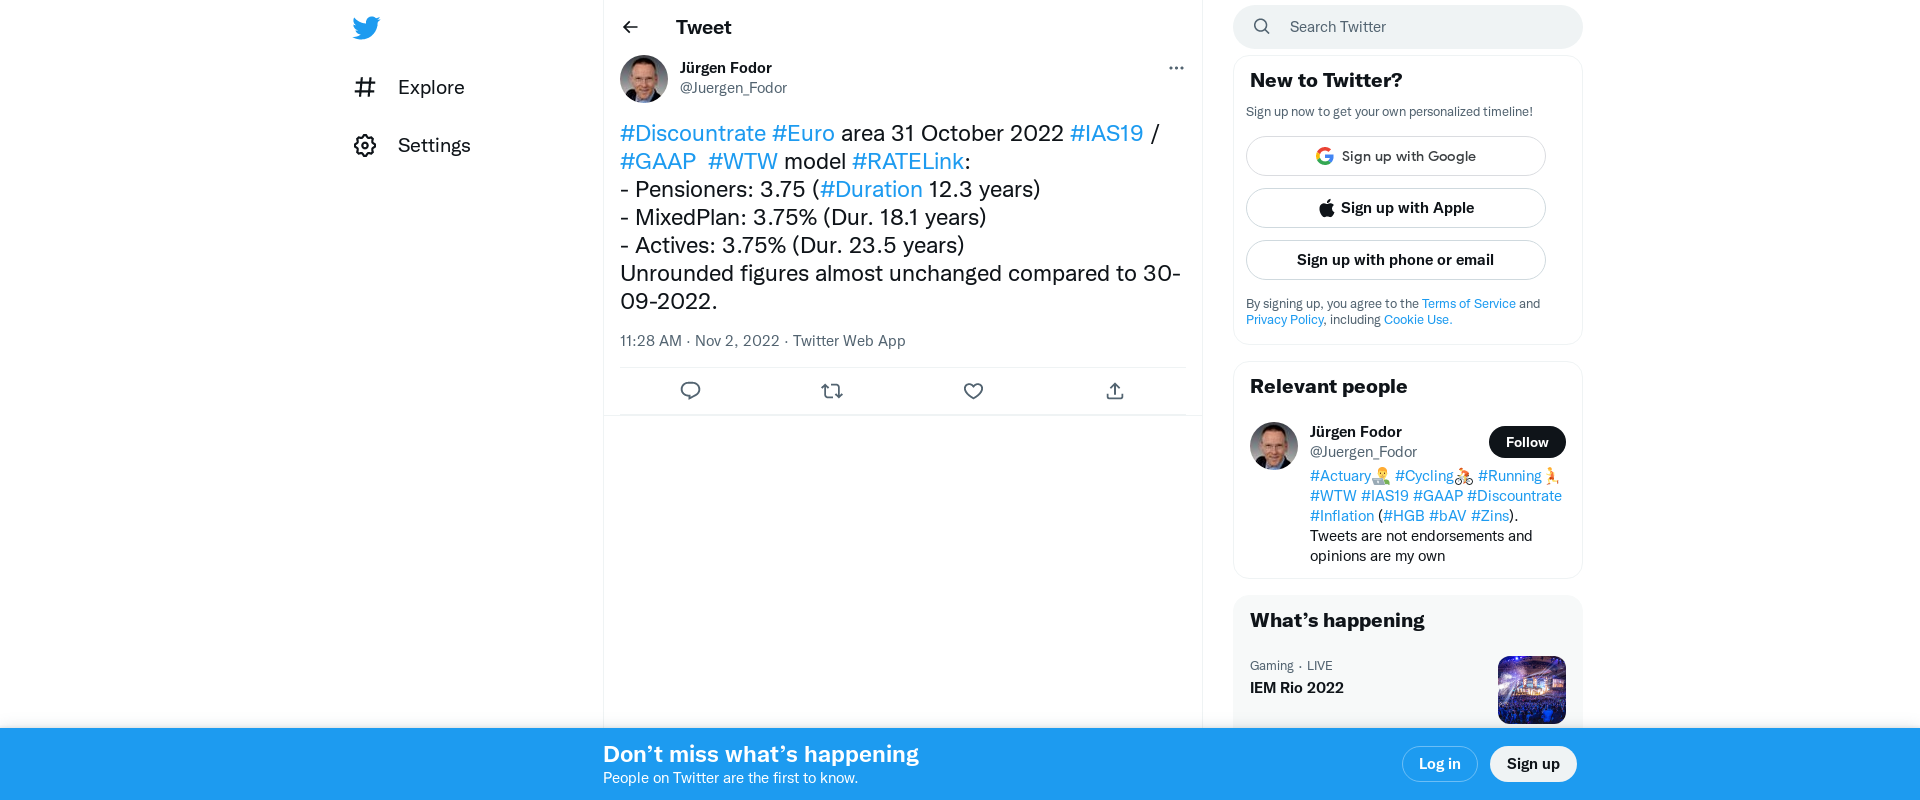 Explore
Settings
Tweet
Jürgen Fodor
@Juergen_Fodor
#Discountrate #Euro area 31 October 2022 #IAS19 /
#GAAP #WTW model #RATELink:
- Pensioners: 3.75 (#Duration 12.3 years)
- MixedPlan: 3.75% (Dur. 18.1 years)
- Actives: 3.75% (Dur. 23.5 years)
Unrounded figures almost unchanged compared to 30-
09-2022.
11:28 AM · Nov 2, 2022 · Twitter Web App
Search Twitter
New to Twitter?
Sign up now to get your own personalized timeline!
Sign up with Google
Sign up with Apple
Sign up with phone or email
By signing up, you agree to the Terms of Service and
Privacy Policy, including Cookie Use.
Relevant people
Jürgen Fodor
@Juergen_Fodor
Follow
#Actuary👨‍💻 #Cycling🚴 #Running🏃
#WTW #IAS19 #GAAP #Discountrate
#Inflation (#HGB #bAV #Zins).
Tweets are not endorsements and
opinions are my own
What's happening
Gaming · LIVE
IEM Rio 2022
Don't miss what's happening
People on Twitter are the first to know.
Log in
Sign up